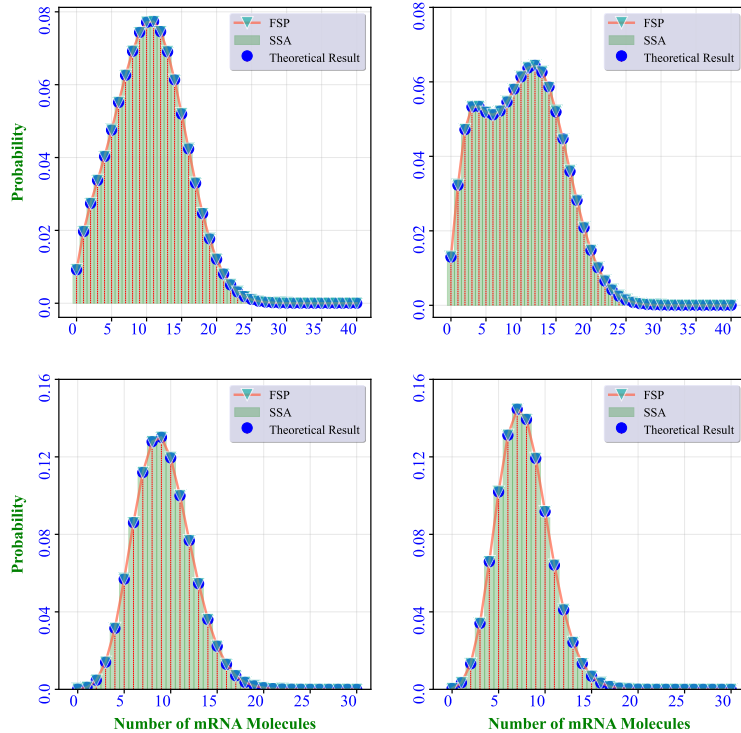 0.08
0.06
0.04
0.02
0.0
Probability
FSP
SSA
Theoretical Result
0 5 10 15 20 25 30 35 40
0.08
0.06
0.04
0.02
0.0
FSP
SSA
Theoretical Result
0 5 10 15 20 25 30 35 40
0.16
0.12
0.08
0.04
0.0
Probability
FSP
SSA
Theoretical Result
0 5 10 15 20 25 30
Number of mRNA Molecules
0.16
0.12
0.08
0.04
0.0
FSP
SSA
Theoretical Result
0 5 10 15 20 25 30
Number of mRNA Molecules